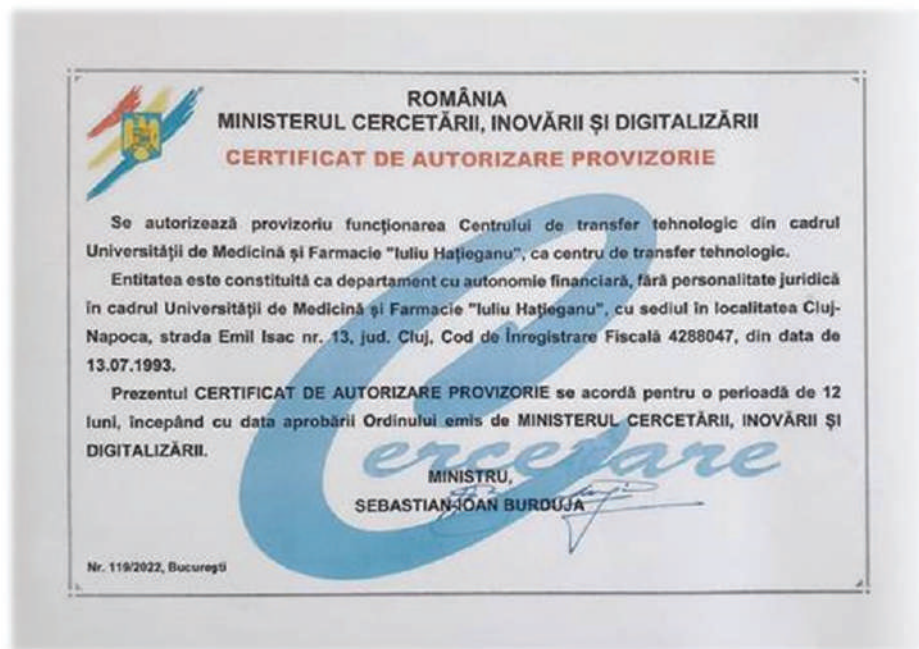 ROMÂNIA
MINISTERUL CERCETĂRII, INOVĂRII ȘI DIGITALIZĂRII
CERTIFICAT DE AUTORIZARE PROVIZORIE
Se autorizează provizoriu funcționarea Centrului de transfer tehnologic din cadrul
Universității de Medicină și Farmacie "Iuliu Hațieganu", ca centru de transfer tehnologic.
Entitatea este constituită ca departament cu autonomie financiară, fără personalitate juridică
în cadrul Universității de Medicină și Farmacie "Iuliu Hațieganu", cu sediul în localitatea Cluj-
Napoca, strada Emil Isac nr. 13, jud. Cluj, Cod de Înregistrare Fiscală 4288047, din data de
13.07.1993.
Prezentul CERTIFICAT DE AUTORIZARE PROVIZORIE se acordă pentru o perioadă de 12
luni, începând cu data aprobării Ordinului emis de MINISTERUL CERCETĂRII, INOVĂRII ȘI
DIGITALIZĂRII.
Cercetare
MINISTRU,
SEBASTIAN-IOAN BURDUJA
Nr. 119/2022, București